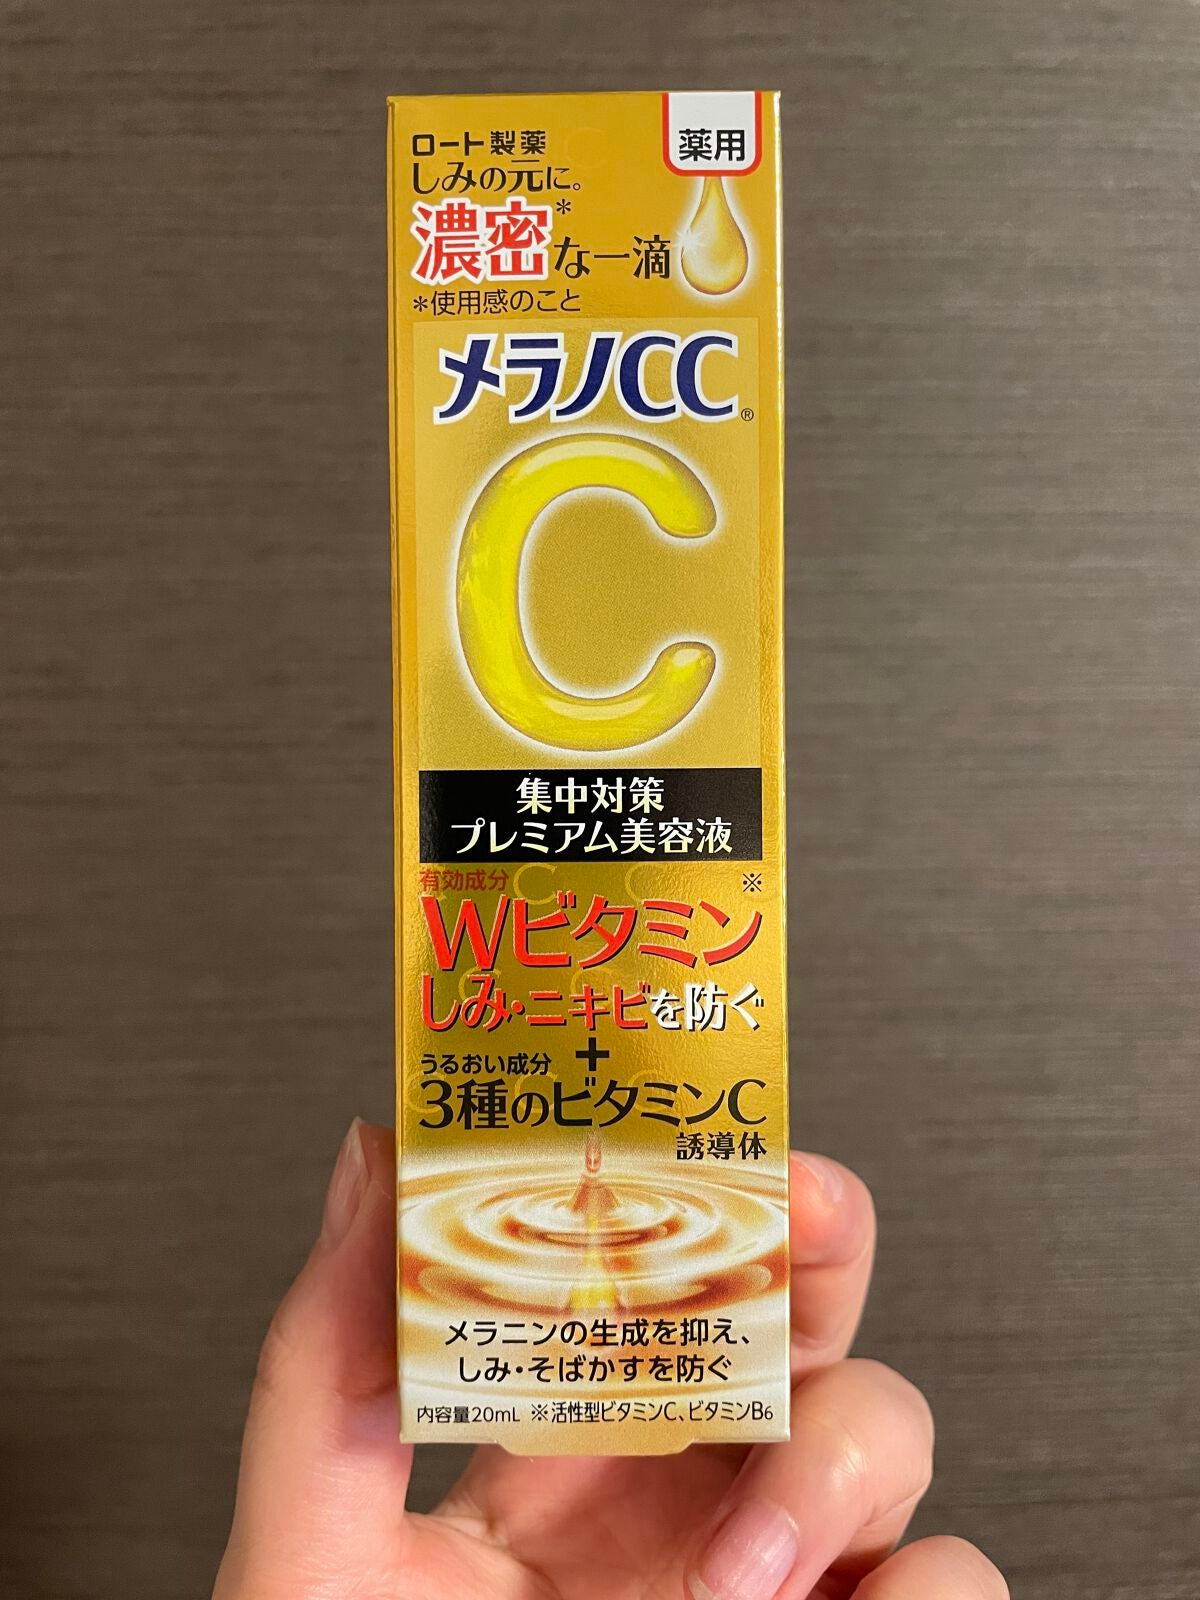 薬用
ロート製薬
しみの元に。
濃密*な一滴
*使用感のこと
メラノCC®
C
集中対策
プレミアム美容液
有効成分
Wビタミン※
しみ・ニキビを防ぐ
+
うるおい成分
3種のビタミンC
誘導体
メラニンの生成を抑え、
しみ・そばかすを防ぐ
内容量20mL ※活性型ビタミンC、ビタミンB6